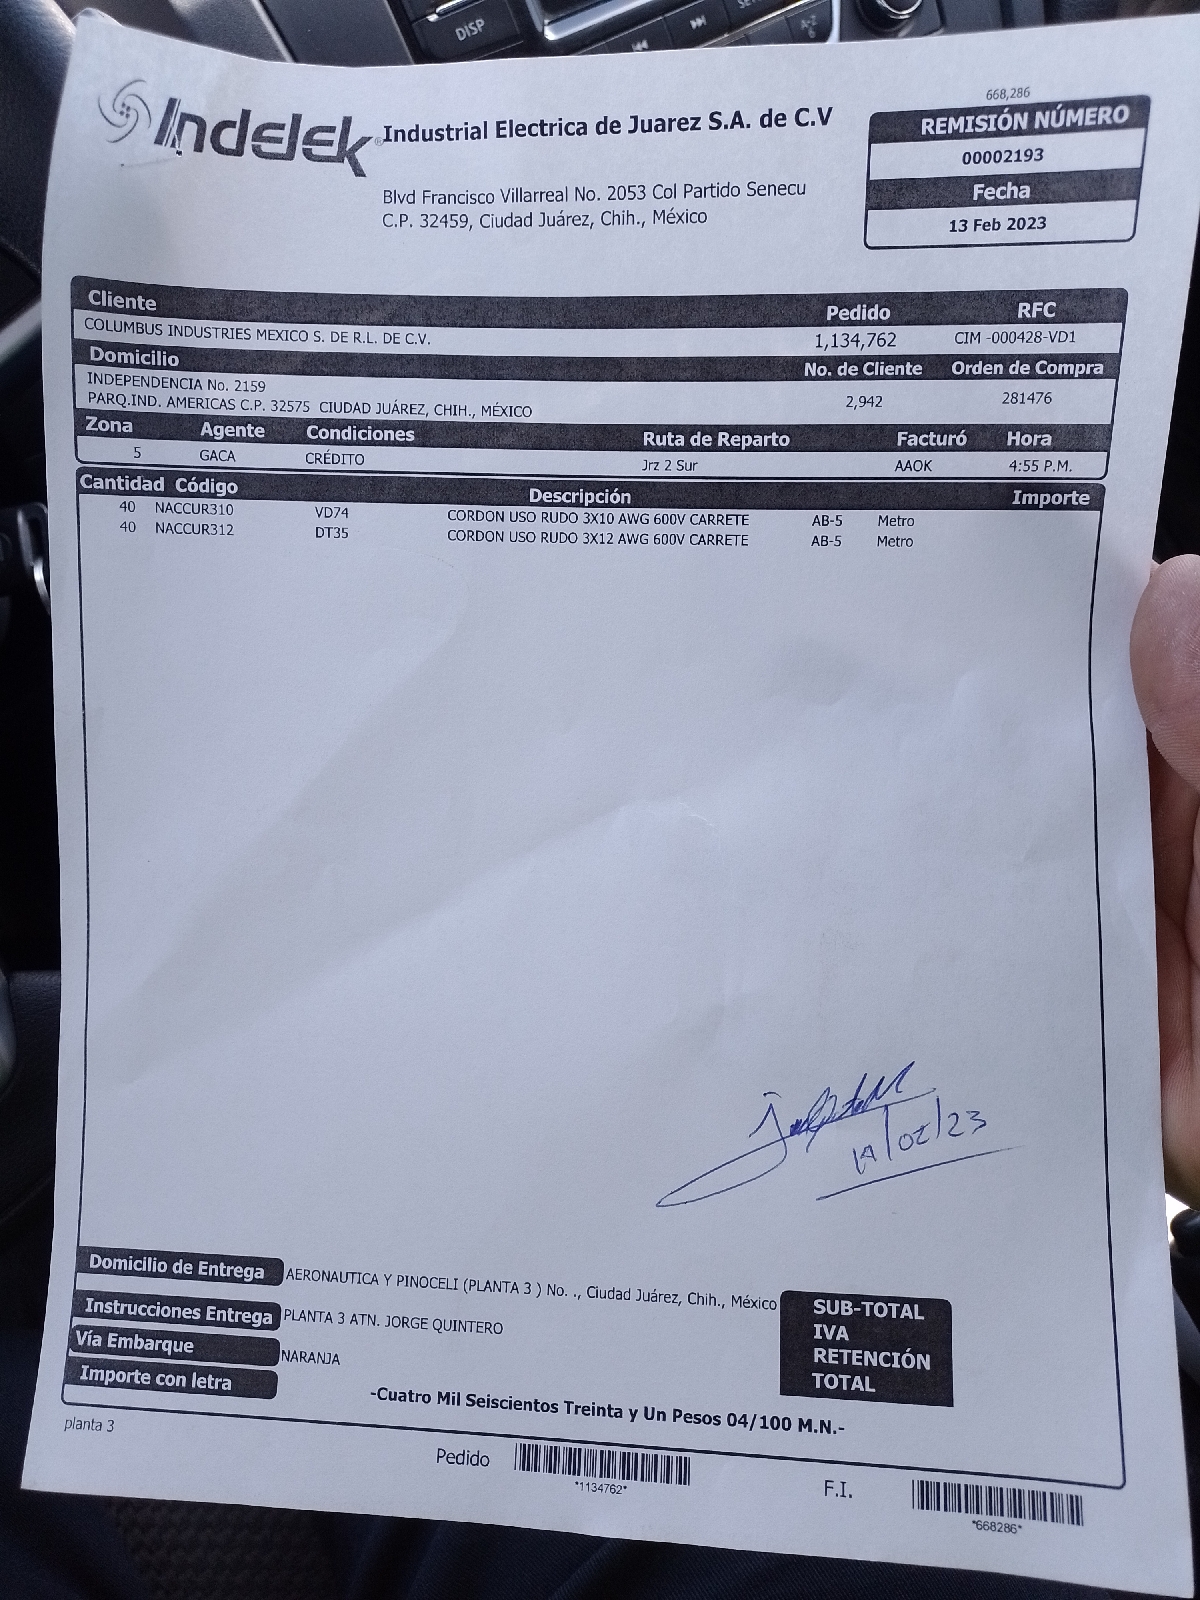 DISP
A-Z
668,286
Indelek® Industrial Electrica de Juarez S.A. de C.V
Blvd Francisco Villarreal No. 2053 Col Partido Senecu
C.P. 32459, Ciudad Juárez, Chih., México
REMISIÓN NÚMERO
00002193
Fecha
13 Feb 2023
Cliente Pedido RFC
COLUMBUS INDUSTRIES MEXICO S. DE R.L. DE C.V. 1,134,762 CIM -000428-VD1
Domicilio No. de Cliente Orden de Compra
INDEPENDENCIA No. 2159
PARQ.IND. AMERICAS C.P. 32575 CIUDAD JUÁREZ, CHIH., MÉXICO 2,942 281476
Zona Agente Condiciones Ruta de Reparto Facturó Hora
5 GACA CRÉDITO Jrz 2 Sur AAOK 4:55 P.M.
Cantidad Código Descripción Importe
40 NACCUR310 VD74 CORDON USO RUDO 3X10 AWG 600V CARRETE AB-5 Metro
40 NACCUR312 DT35 CORDON USO RUDO 3X12 AWG 600V CARRETE AB-5 Metro
Domicilio de Entrega AERONAUTICA Y PINOCELI (PLANTA 3 ) No. ., Ciudad Juárez, Chih., México
Instrucciones Entrega PLANTA 3 ATN. JORGE QUINTERO
Vía Embarque NARANJA
Importe con letra
-Cuatro Mil Seiscientos Treinta y Un Pesos 04/100 M.N.-
SUB-TOTAL
IVA
RETENCIÓN
TOTAL
planta 3
Pedido
*1134762*
F.I.
*668286*